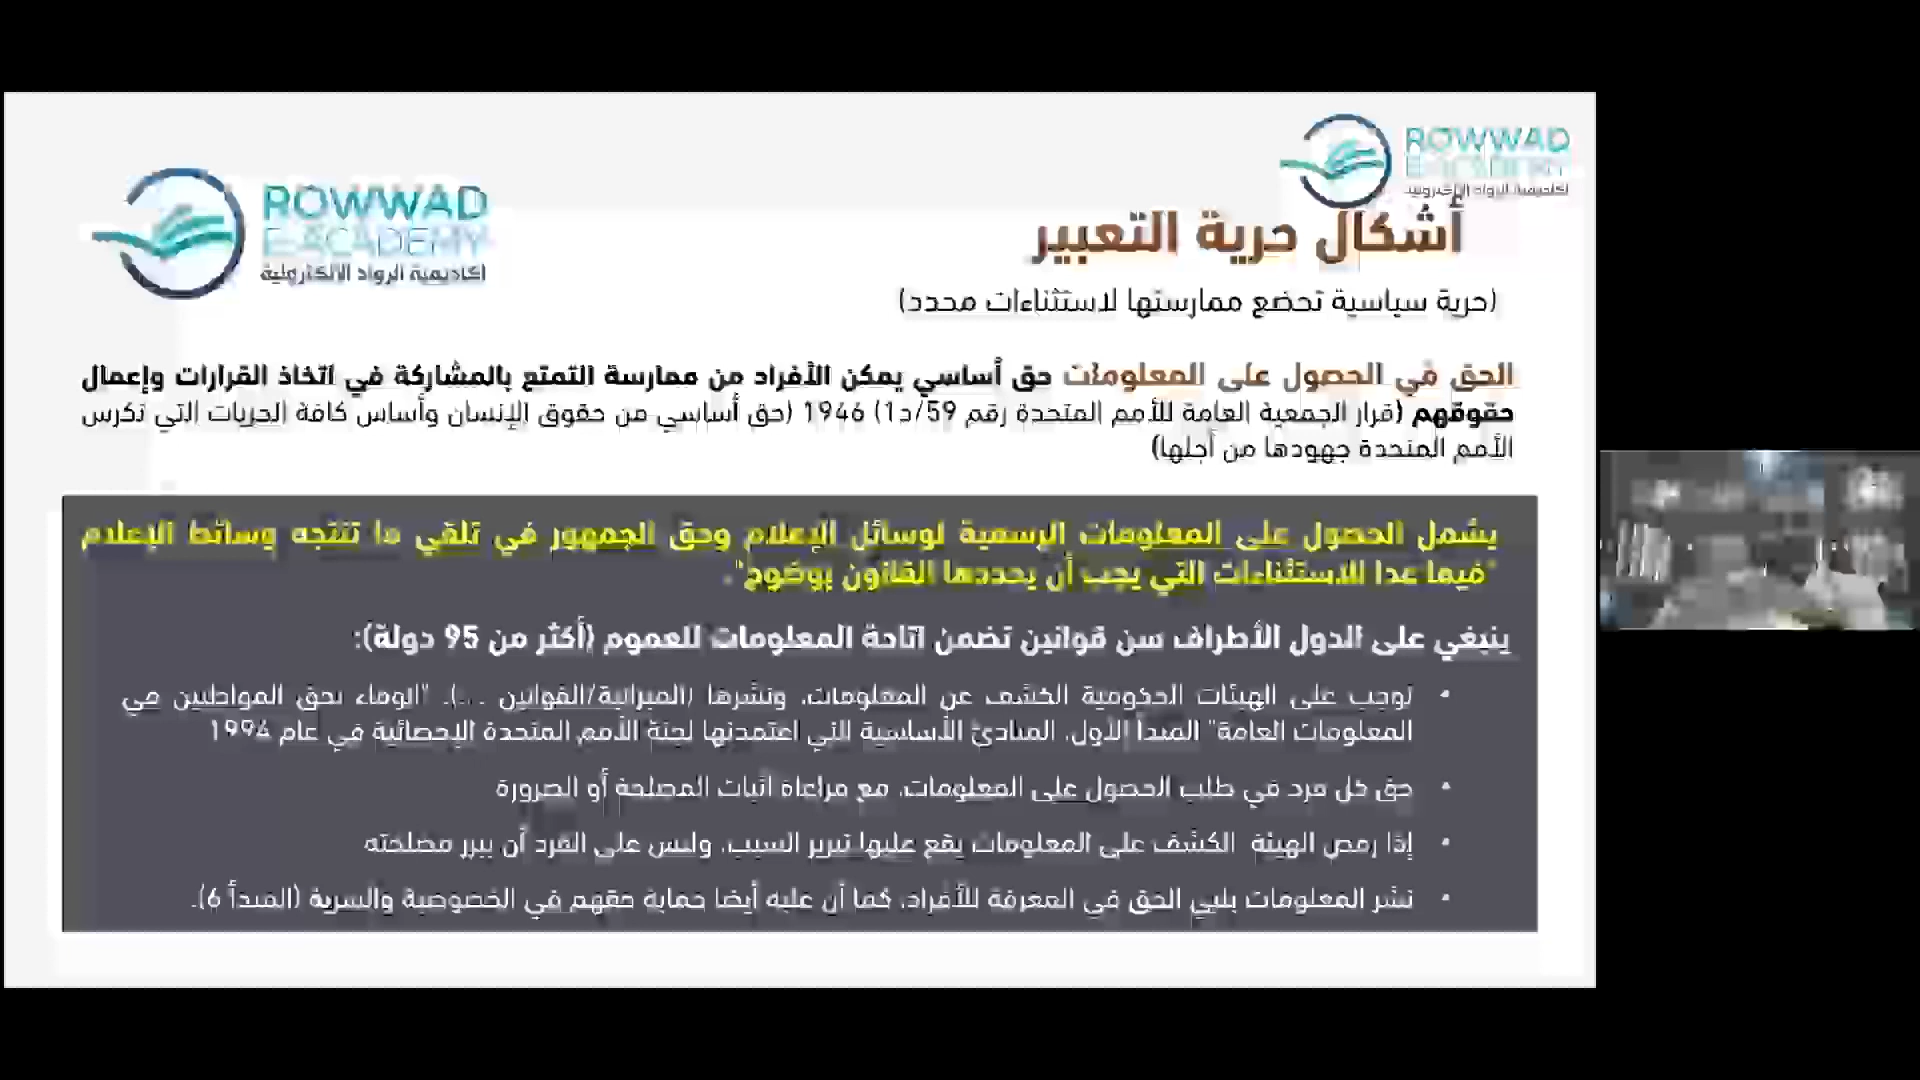 ROWWAD
E-ACADEMY
أكاديمية الرواد الإلكترونية
ROWWAD
E-ACADEMY
أكاديمية الرواد الالكترونية
أشكال حرية التعبير
(حرية سياسية تخضع ممارستها لاستثناءات محدد)
الحق في الحصول على المعلومات حق أساسي يمكن الأفراد من ممارسة التمتع بالمشاركة في اتخاذ القرارات وإعمال
حقوقهم (قرار الجمعية العامة للأمم المتحدة رقم 59/د1) 1946 (حق أساسي من حقوق الإنسان وأساس كافة الحريات التي تكرس
الأمم المتحدة جهودها من أجلها)
يشمل الحصول على المعلومات الرسمية لوسائل الإعلام وحق الجمهور في تلقي ما تنتجه وسائط الإعلام
"فيما عدا الاستثناءات التي يجب أن يحددها القانون بوضوح".
ينبغي على الدول الأطراف سن قوانين تضمن اتاحة المعلومات للعموم (أكثر من 95 دولة):
• توجب على الهيئات الحكومية الكشف عن المعلومات، ونشرها (الميزانية/القوانين ...). "الوفاء بحق المواطنين في
المعلومات العامة" المبدأ الأول، المبادئ الأساسية التي اعتمدتها لجنة الأمم المتحدة الإحصائية في عام 1994
• حق كل فرد في طلب الحصول على المعلومات، مع مراعاة اثبات المصلحة أو الضرورة
• إذا رفض الهيئة الكشف على المعلومات يقع عليها تبرير السبب، وليس على الفرد أن يبرر مصلحته
• نشر المعلومات يلبي الحق في المعرفة للأفراد، كما أن عليه أيضا حماية حقهم في الخصوصية والسرية (المبدأ 6).